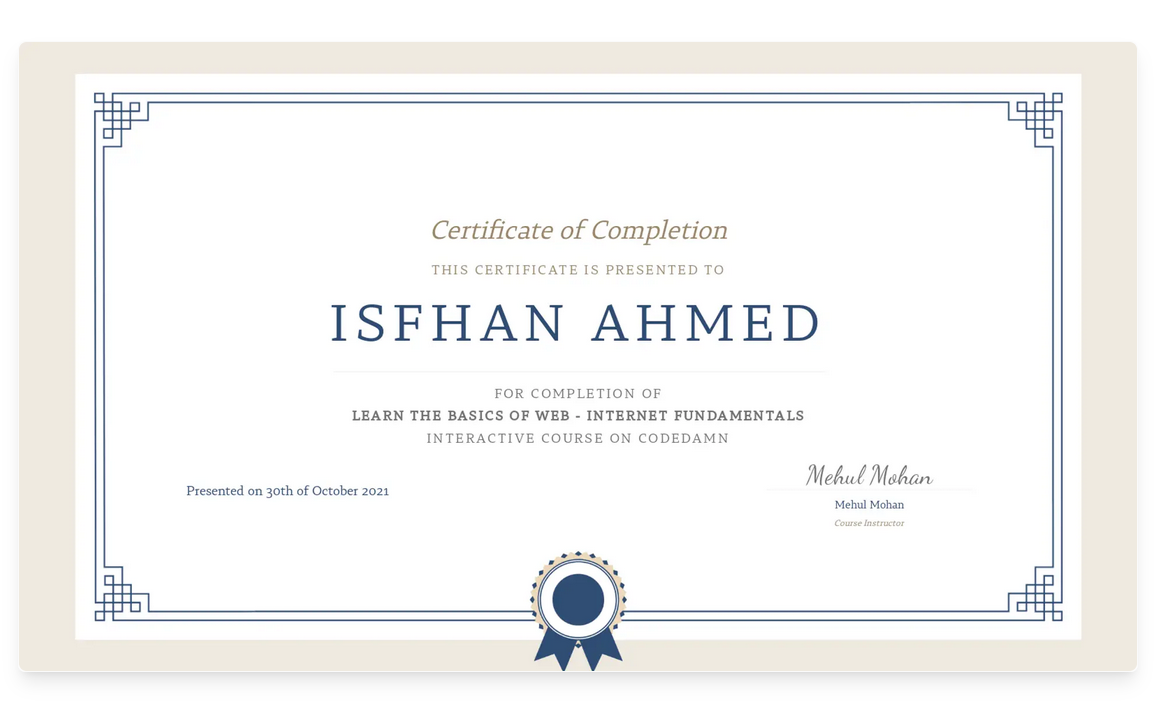 Certificate of Completion
THIS CERTIFICATE IS PRESENTED TO
ISFHAN AHMED
FOR COMPLETION OF
LEARN THE BASICS OF WEB - INTERNET FUNDAMENTALS
INTERACTIVE COURSE ON CODEDAMN
Presented on 30th of October 2021
Mehul Mohan
Mehul Mohan
Course Instructor